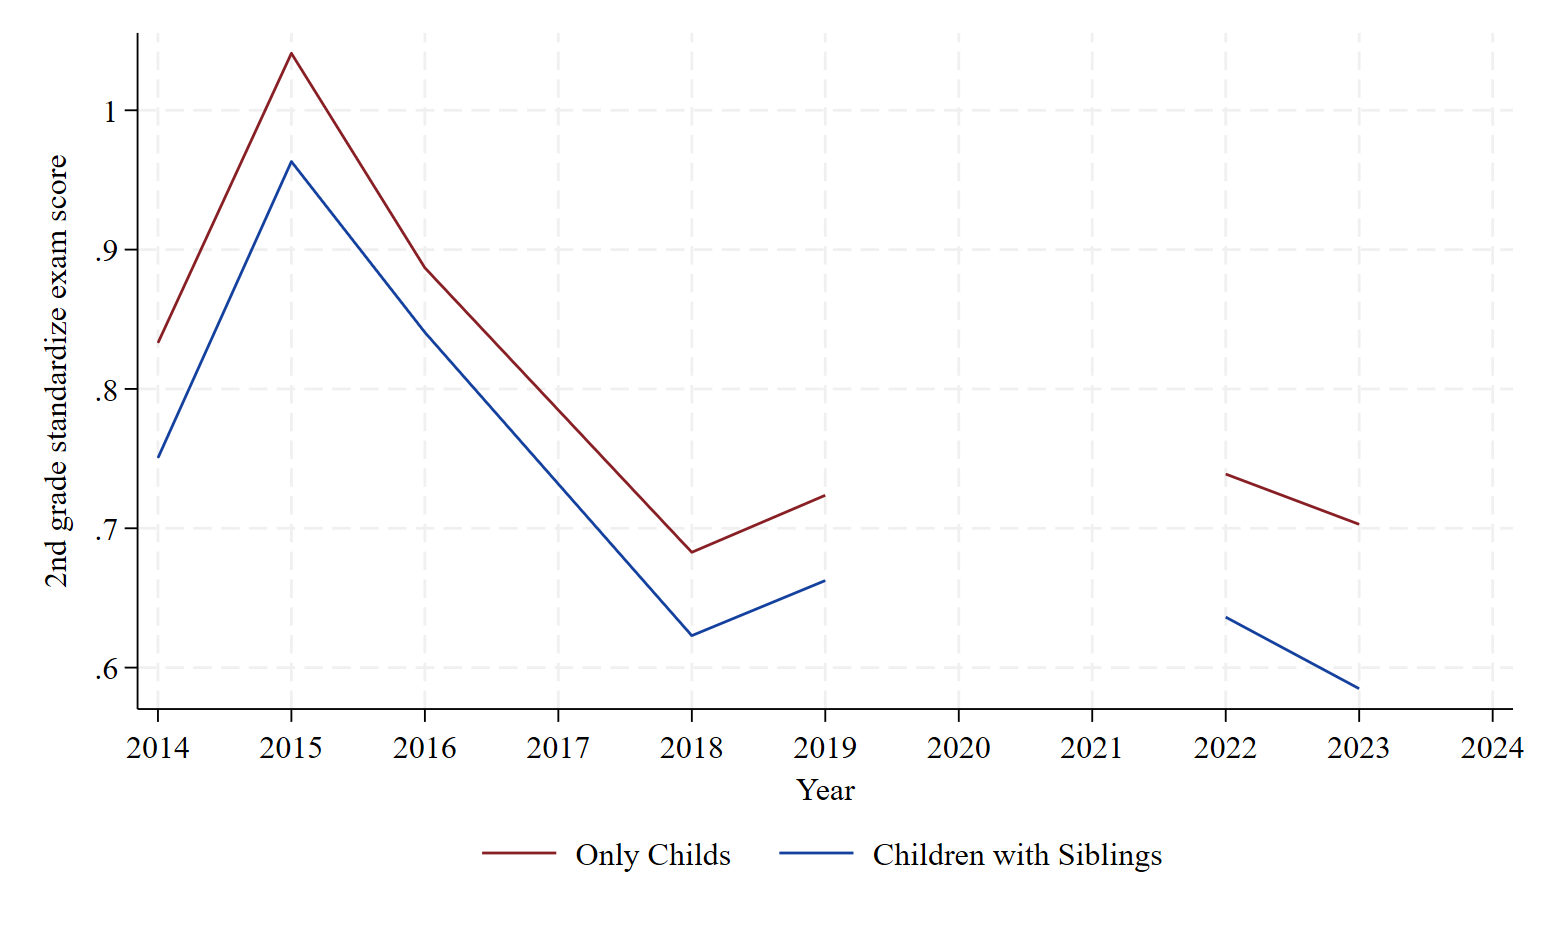 1
.9
.8
.7
.6
2nd grade standardize exam score
2014 2015 2016 2017 2018 2019 2020 2021 2022 2023 2024
Year
Only Childs Children with Siblings